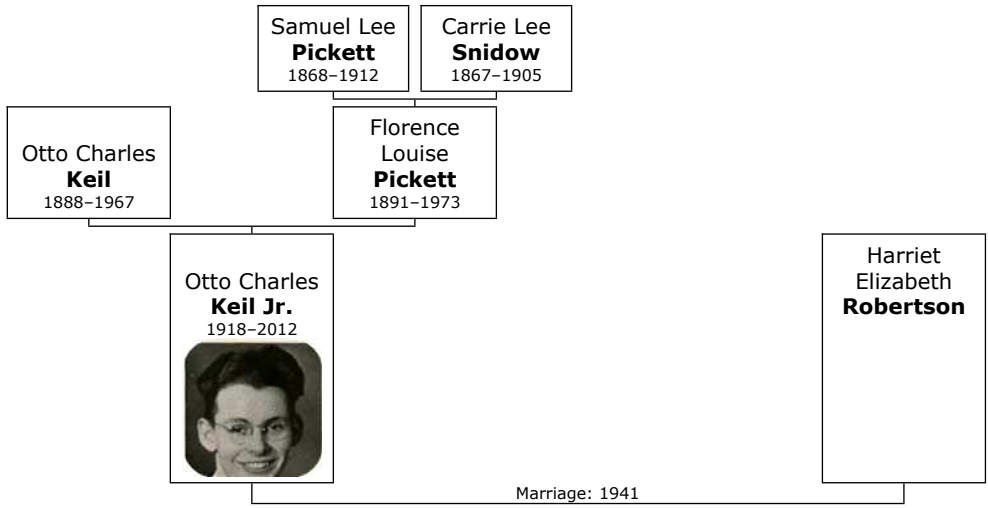 Samuel Lee
Pickett
1868–1912
Carrie Lee
Snidow
1867–1905
Otto Charles
Keil
1888–1967
Florence
Louise
Pickett
1891–1973
Otto Charles
Keil Jr.
1918–2012
Harriet
Elizabeth
Robertson
Marriage: 1941